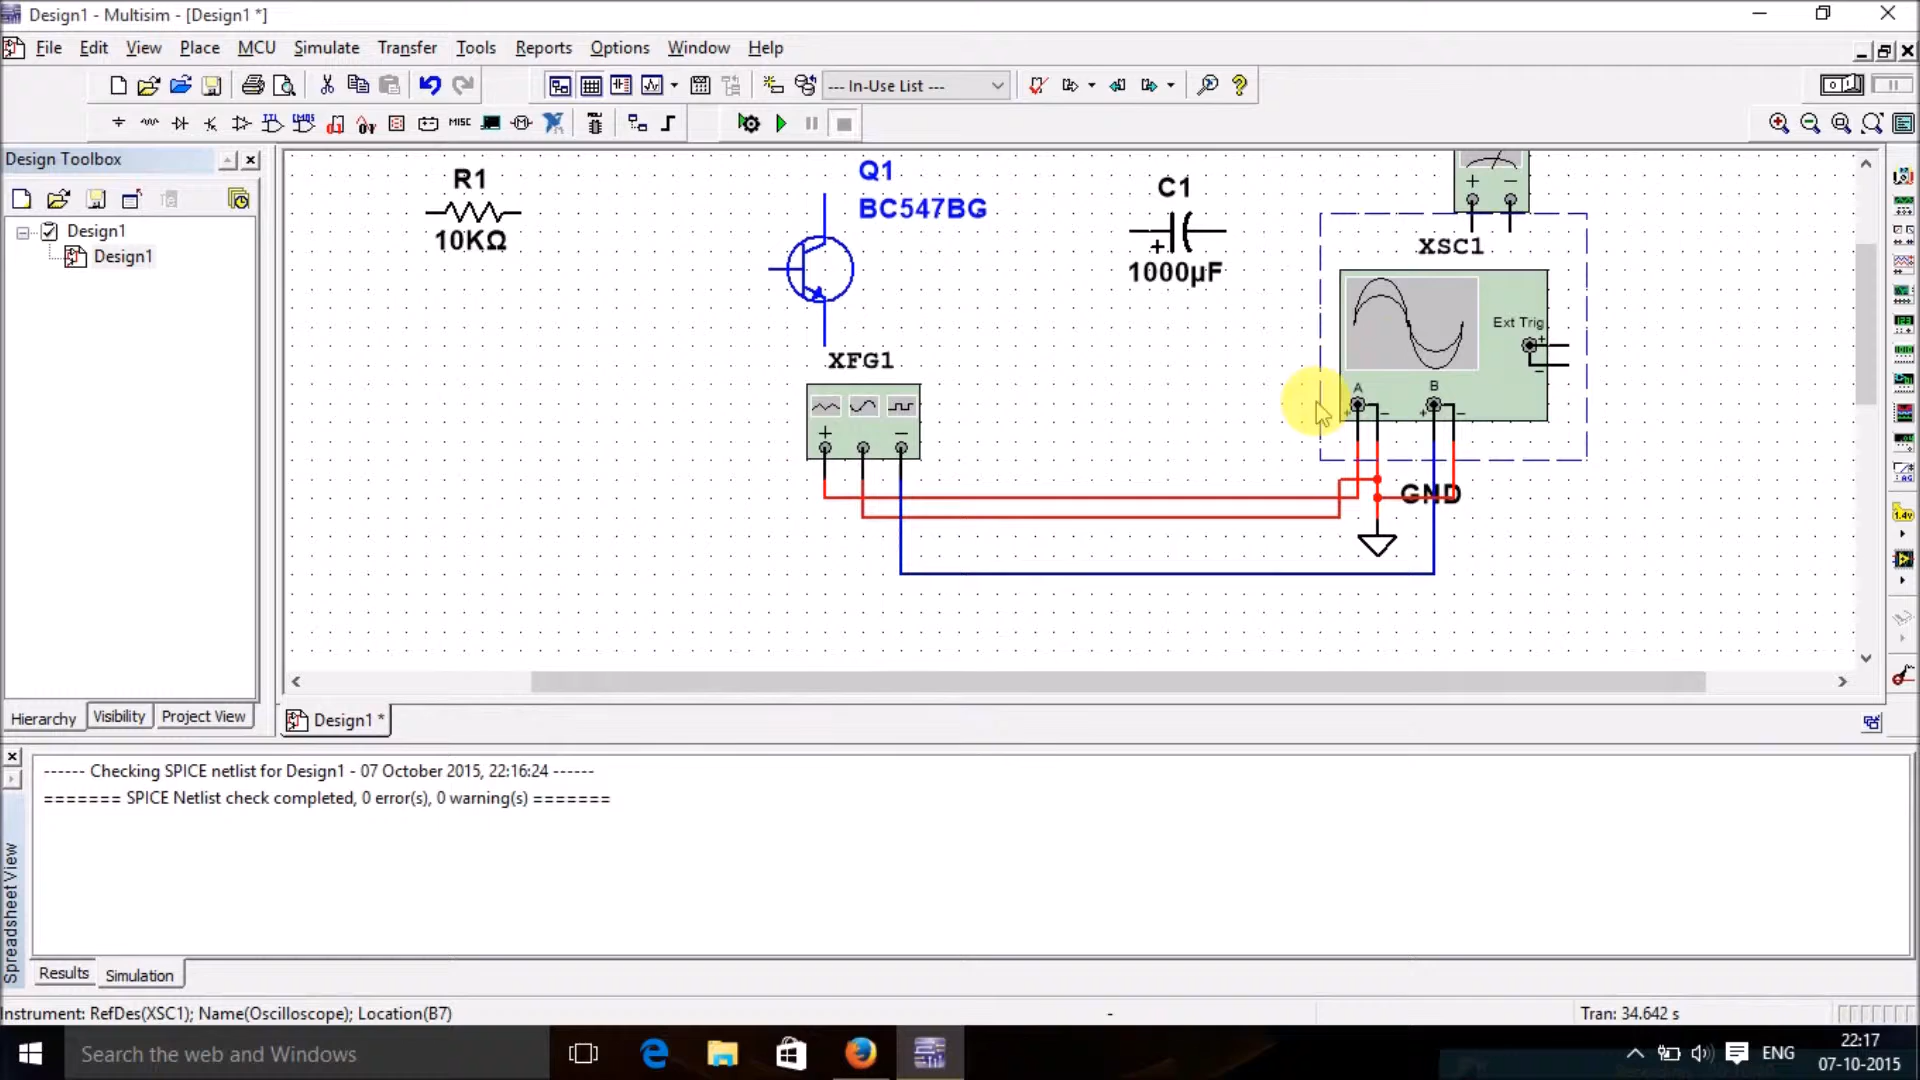 Design1 - Multisim - [Design1 *]
File Edit View Place MCU Simulate Transfer Tools Reports Options Window Help
--- In-Use List ---
MISC
Design Toolbox
Design1
Design1
R1
10KΩ
Q1
BC547BG
C1
1000µF
+ −
XSC1
Ext Trig
+
−
A B
+ − + −
XFG1
+ −
GND
Hierarchy Visibility Project View
Design1 *
------ Checking SPICE netlist for Design1 - 07 October 2015, 22:16:24 ------
======= SPICE Netlist check completed, 0 error(s), 0 warning(s) =======
Spreadsheet View
Results Simulation
Instrument: RefDes(XSC1); Name(Oscilloscope); Location(B7)
-
Tran: 34.642 s
Search the web and Windows
ENG
22:17
07-10-2015